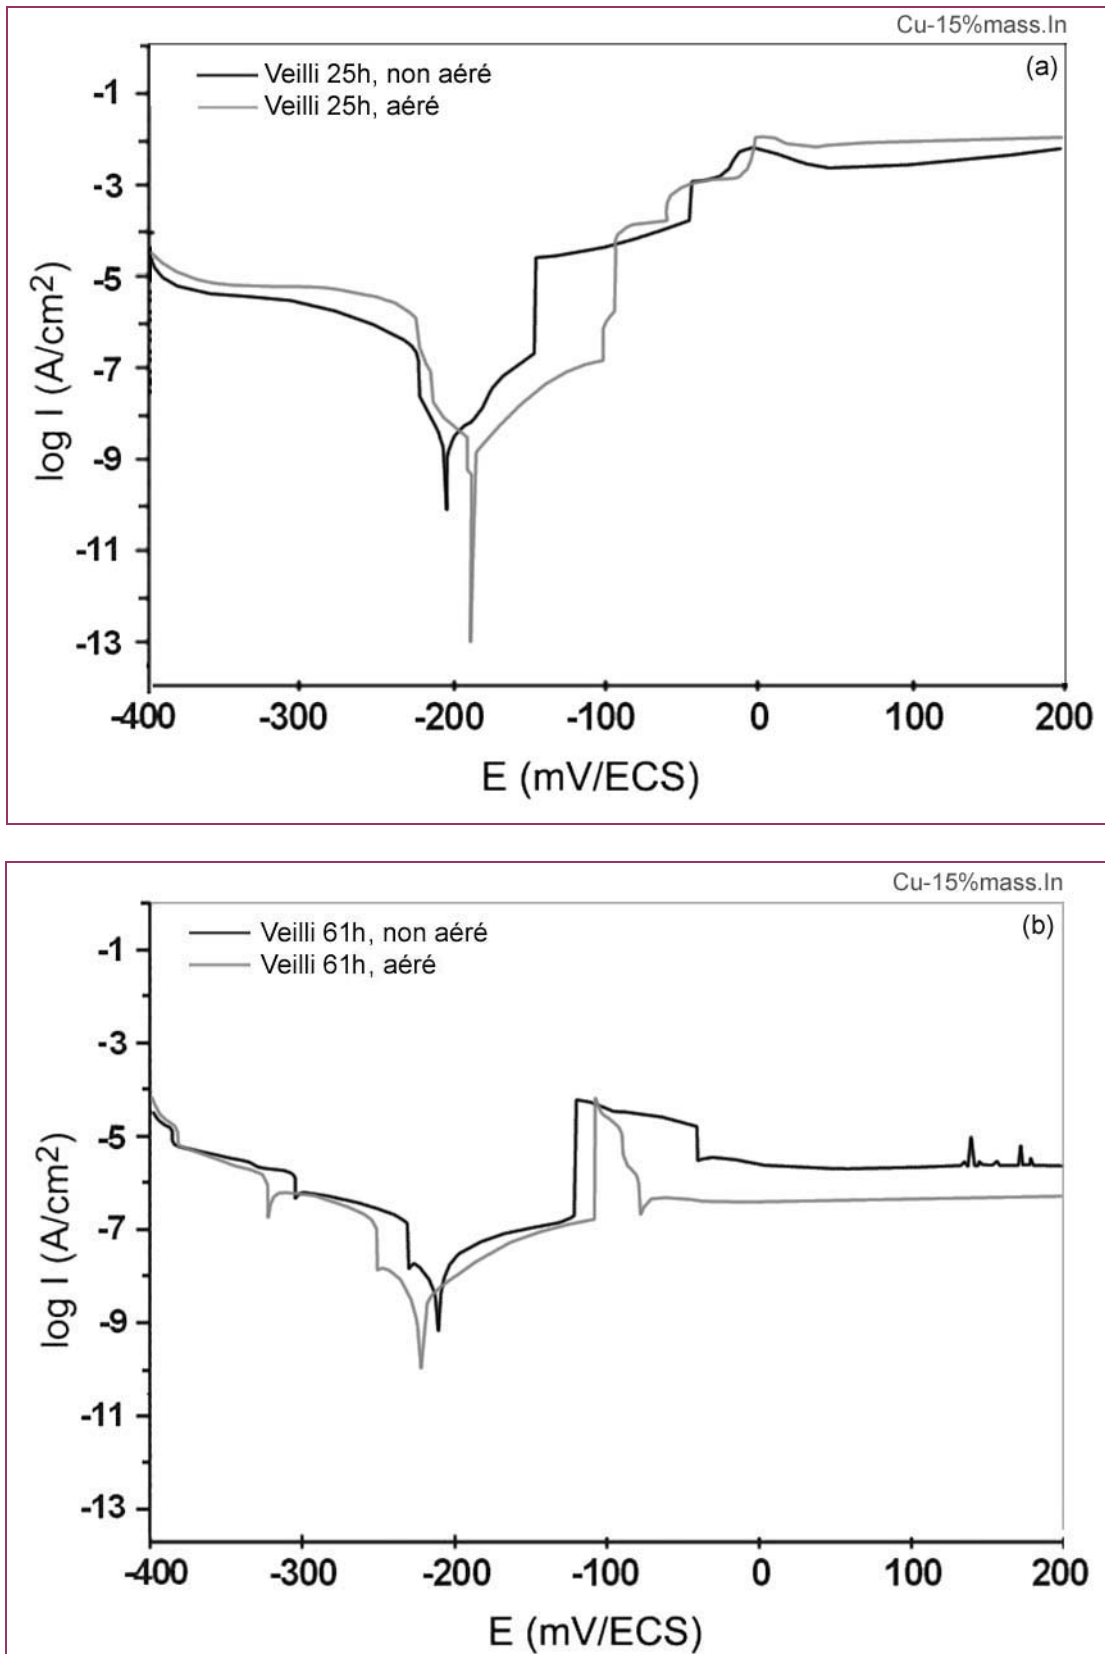 Cu-15%mass.In
(a)
Veilli 25h, non aéré
Veilli 25h, aéré
-1
-3
-5
-7
-9
-11
-13
log I (A/cm²)
-400 -300 -200 -100 0 100 200
E (mV/ECS)
Cu-15%mass.In
(b)
Veilli 61h, non aéré
Veilli 61h, aéré
-1
-3
-5
-7
-9
-11
-13
log I (A/cm²)
-400 -300 -200 -100 0 100 200
E (mV/ECS)